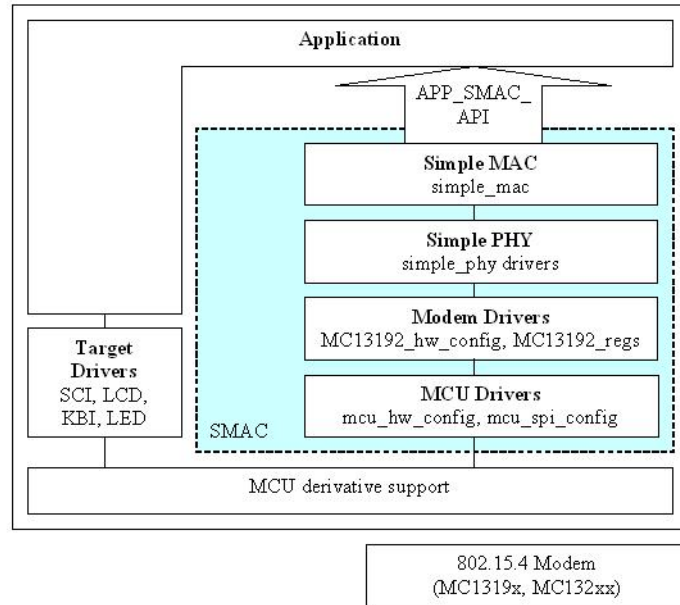 Application
APP_SMAC_
API
Simple MAC
simple_mac
Simple PHY
simple_phy drivers
Modem Drivers
MC13192_hw_config, MC13192_regs
MCU Drivers
mcu_hw_config, mcu_spi_config
SMAC
Target
Drivers
SCI, LCD,
KBI, LED
MCU derivative support
802.15.4 Modem
(MC1319x, MC132xx)